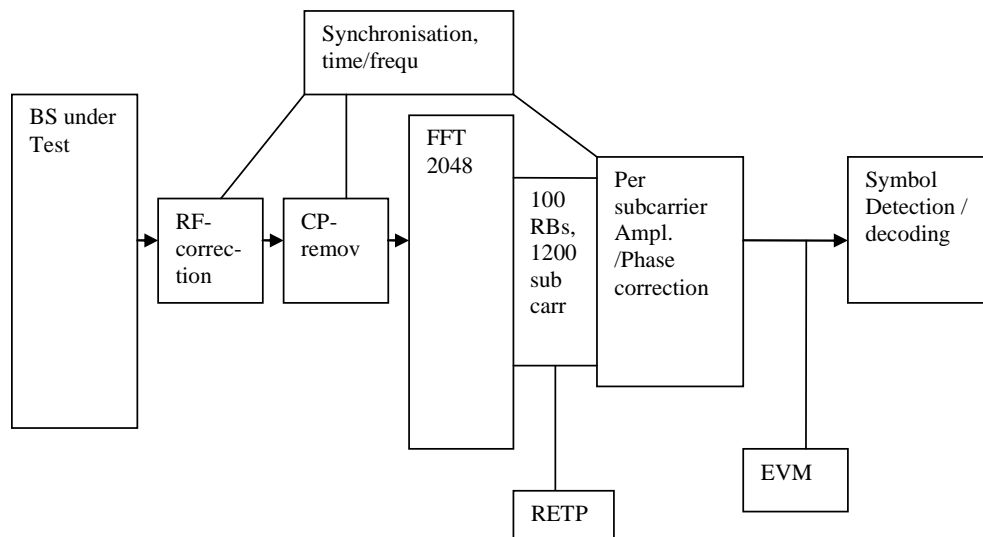 Synchronisation,
time/frequ
BS under
Test
FFT
2048
Per
subcarrier
Ampl.
/Phase
correction
Symbol
Detection /
decoding
RF-
correc-
tion
CP-
remov
100
RBs,
1200
sub
carr
EVM
RETP